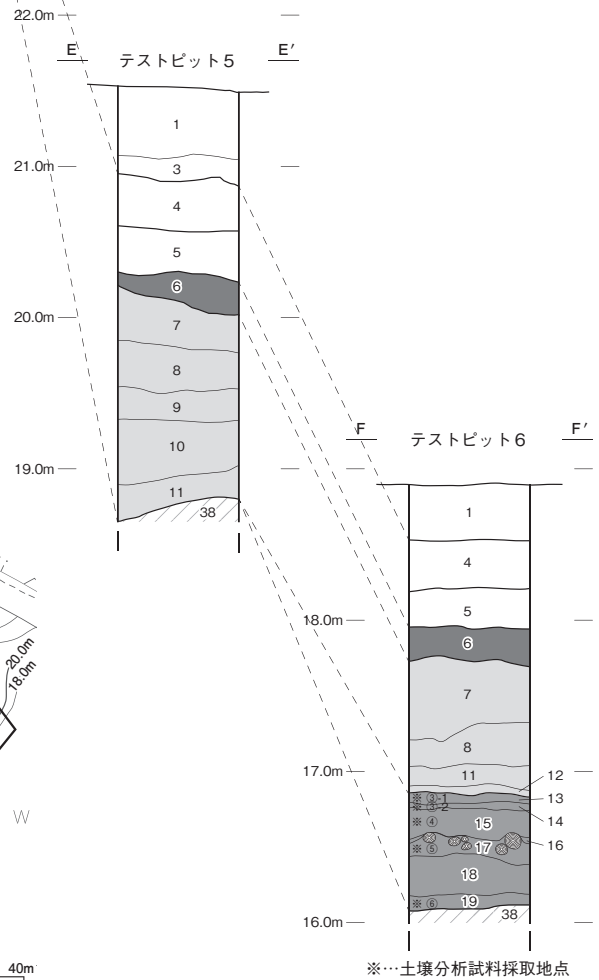 22.0m
E テストピット5 E′
1
21.0m
3
4
5
6
20.0m
7
8
9
10
19.0m
11
38
F テストピット6 F′
1
4
18.0m
5
6
7
8
17.0m
11
12
※ ③-1
13
※ ③-2
14
※ ④
15
16
※ ⑤
17
18
※ ⑥
19
16.0m
38
※…土壌分析試料採取地点
20.0m
18.0m
W
40m